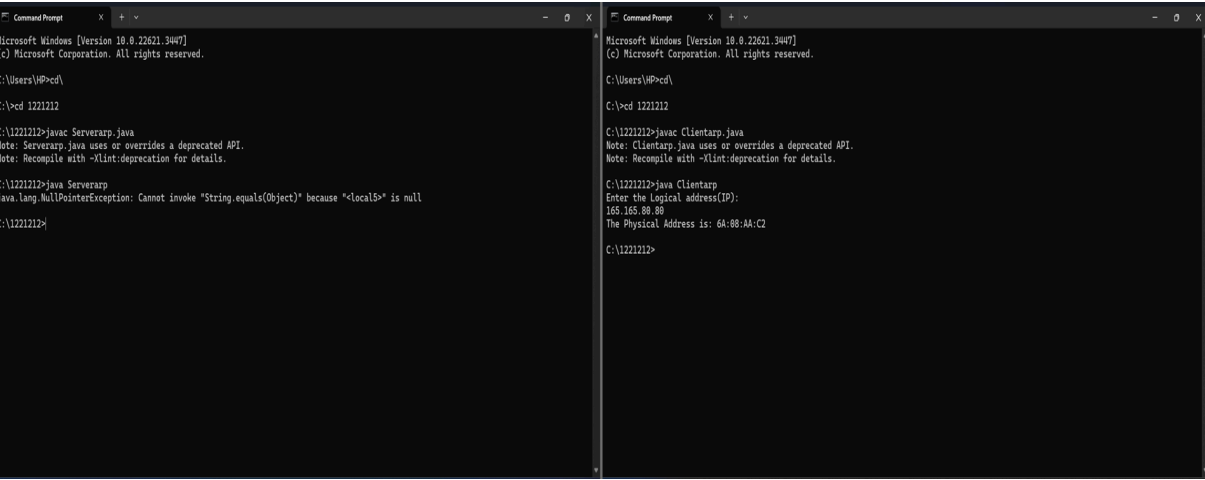 Command Prompt
icrosoft Windows [Version 10.0.22621.3447]
c) Microsoft Corporation. All rights reserved.
:\Users\HP>cd\
:\>cd 1221212
:\1221212>javac Serverarp.java
ote: Serverarp.java uses or overrides a deprecated API.
ote: Recompile with -Xlint:deprecation for details.
:\1221212>java Serverarp
ava.lang.NullPointerException: Cannot invoke "String.equals(Object)" because "<local5>" is null
:\1221212>
Command Prompt
Microsoft Windows [Version 10.0.22621.3447]
(c) Microsoft Corporation. All rights reserved.
C:\Users\HP>cd\
C:\>cd 1221212
C:\1221212>javac Clientarp.java
Note: Clientarp.java uses or overrides a deprecated API.
Note: Recompile with -Xlint:deprecation for details.
C:\1221212>java Clientarp
Enter the Logical address(IP):
165.165.80.80
The Physical Address is: 6A:08:AA:C2
C:\1221212>